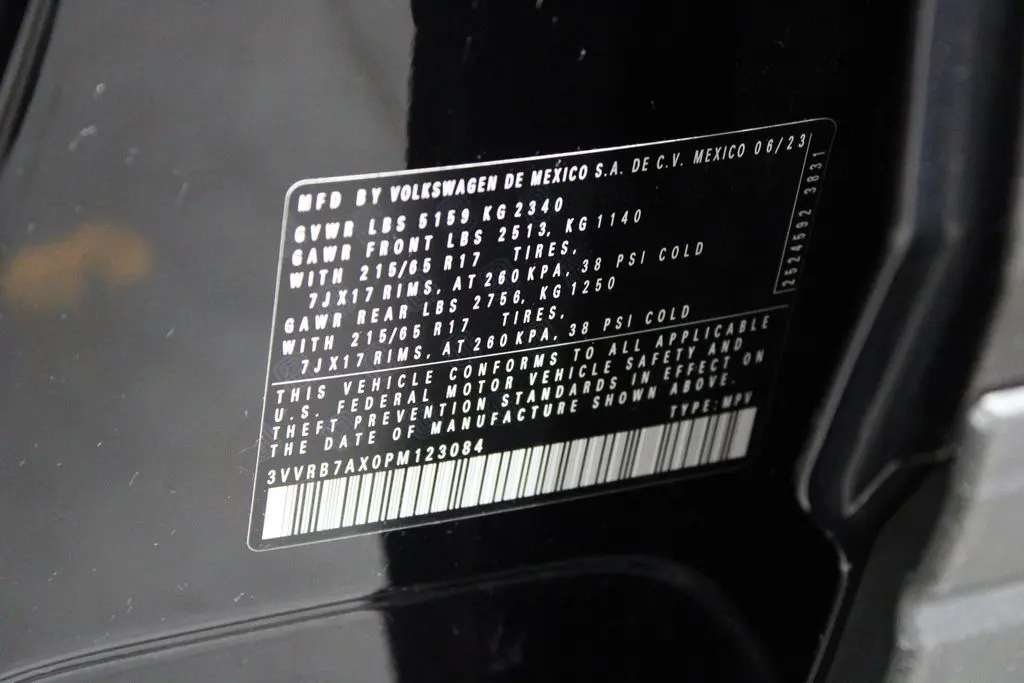 MFD BY VOLKSWAGEN DE MEXICO S.A. DE C.V. MEXICO 06/23
GVWR LBS 5159 KG 2340
GAWR FRONT LBS 2513, KG 1140
WITH 215/65 R17 TIRES,
7JX17 RIMS, AT 260 KPA, 38 PSI COLD
GAWR REAR LBS 2756, KG 1250
WITH 215/65 R17 TIRES,
7JX17 RIMS, AT 260 KPA, 38 PSI COLD
THIS VEHICLE CONFORMS TO ALL APPLICABLE
U.S. FEDERAL MOTOR VEHICLE SAFETY AND
THEFT PREVENTION STANDARDS IN EFFECT ON
THE DATE OF MANUFACTURE SHOWN ABOVE.
3VVRB7AX0PM123084 TYPE: MPV
2524592 3831